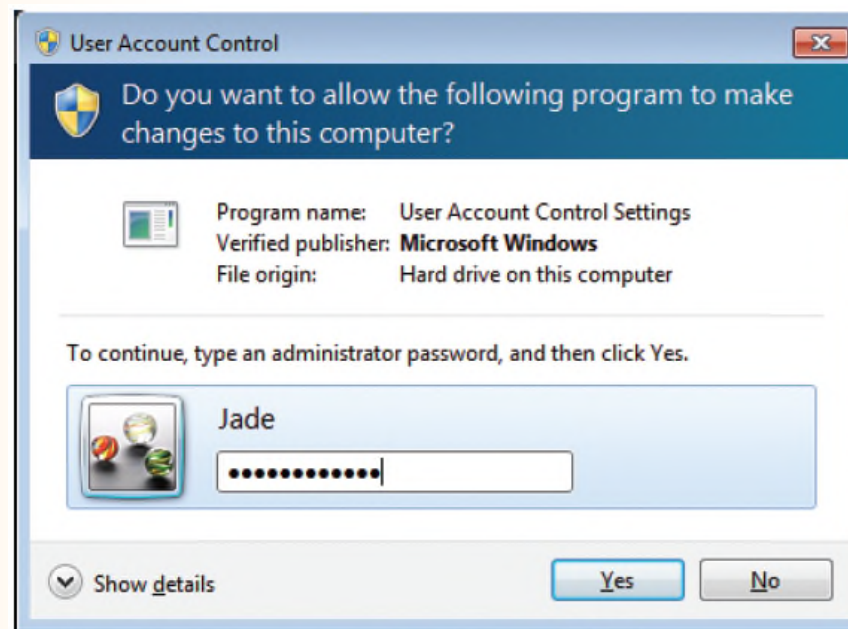 User Account Control
Do you want to allow the following program to make
changes to this computer?
Program name: User Account Control Settings
Verified publisher: Microsoft Windows
File origin: Hard drive on this computer
To continue, type an administrator password, and then click Yes.
Jade
••••••••••••
Show details
Yes No